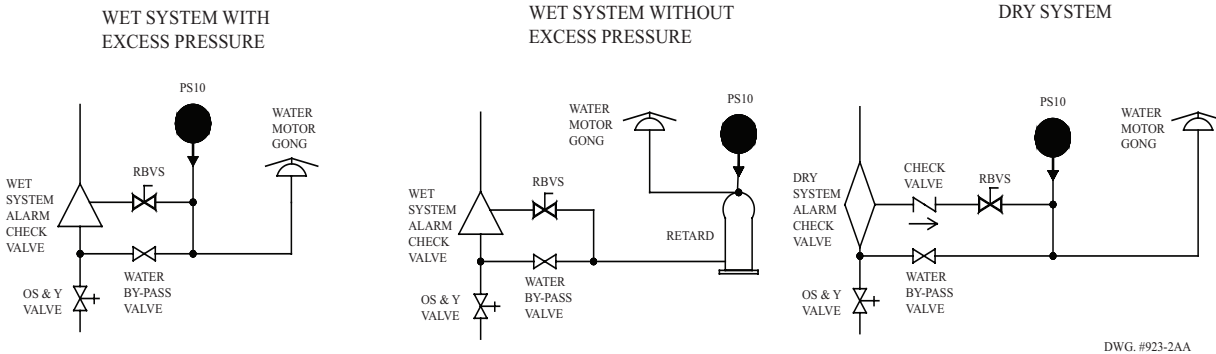 WET SYSTEM WITH
EXCESS PRESSURE
PS10
WATER
MOTOR
GONG
RBVS
WET
SYSTEM
ALARM
CHECK
VALVE
WATER
BY-PASS
VALVE
OS & Y
VALVE
WET SYSTEM WITHOUT
EXCESS PRESSURE
WATER
MOTOR
GONG
PS10
RBVS
WET
SYSTEM
ALARM
CHECK
VALVE
RETARD
WATER
BY-PASS
VALVE
OS & Y
VALVE
DRY SYSTEM
PS10
WATER
MOTOR
GONG
CHECK
VALVE
RBVS
DRY
SYSTEM
ALARM
CHECK
VALVE
WATER
BY-PASS
VALVE
OS & Y
VALVE
DWG. #923-2AA